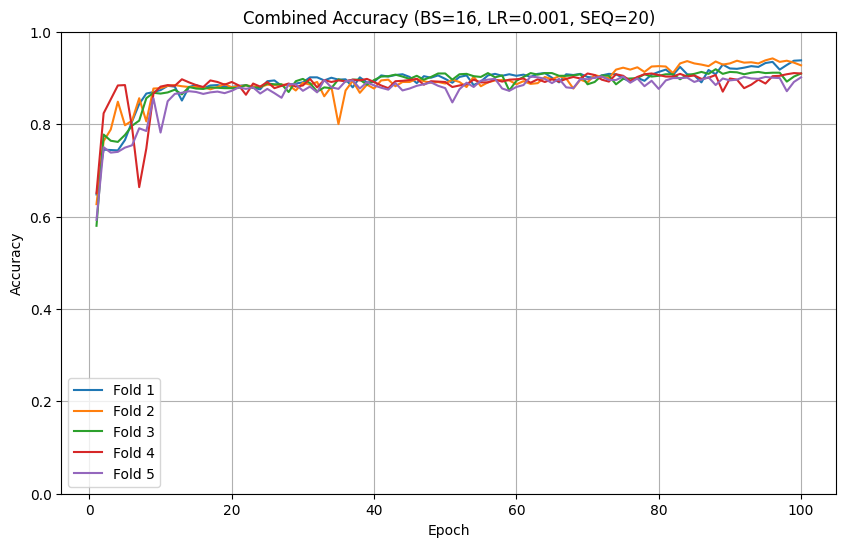 Combined Accuracy (BS=16, LR=0.001, SEQ=20)
1.0
0.8
0.6
0.4
0.2
0.0
Accuracy
Fold 1
Fold 2
Fold 3
Fold 4
Fold 5
0 20 40 60 80 100
Epoch